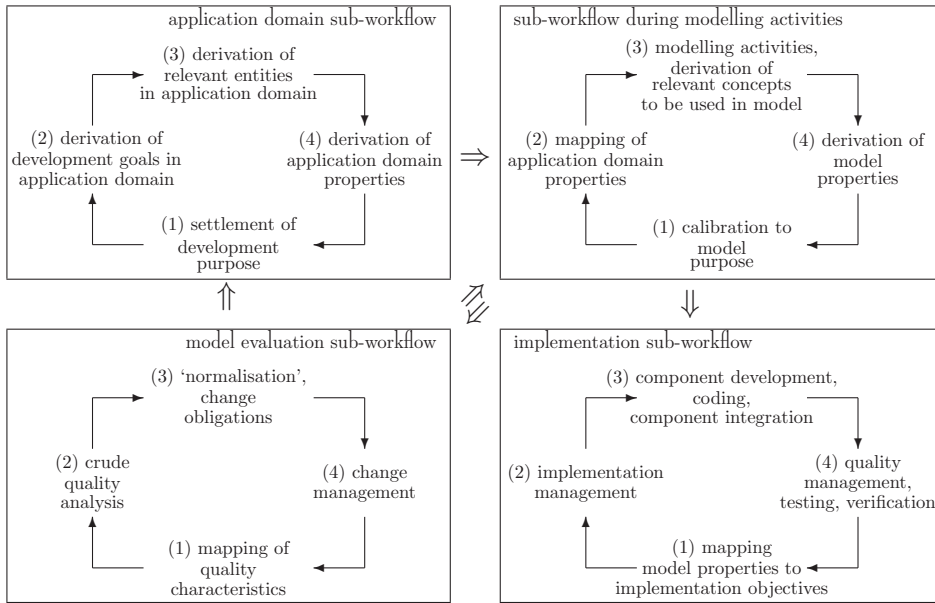 application domain sub-workflow
(3) derivation of
relevant entities
in application domain
(2) derivation of
development goals in
application domain
(4) derivation of
application domain
properties
(1) settlement of
development
purpose
sub-workflow during modelling activities
(3) modelling activities,
derivation of
relevant concepts
to be used in model
(2) mapping of
application domain
properties
(4) derivation of
model
properties
(1) calibration to
model
purpose
model evaluation sub-workflow
(3) ‘normalisation’,
change
obligations
(2) crude
quality
analysis
(4) change
management
(1) mapping of
quality
characteristics
implementation sub-workflow
(3) component development,
coding,
component integration
(2) implementation
management
(4) quality
management,
testing, verification
(1) mapping
model properties to
implementation objectives